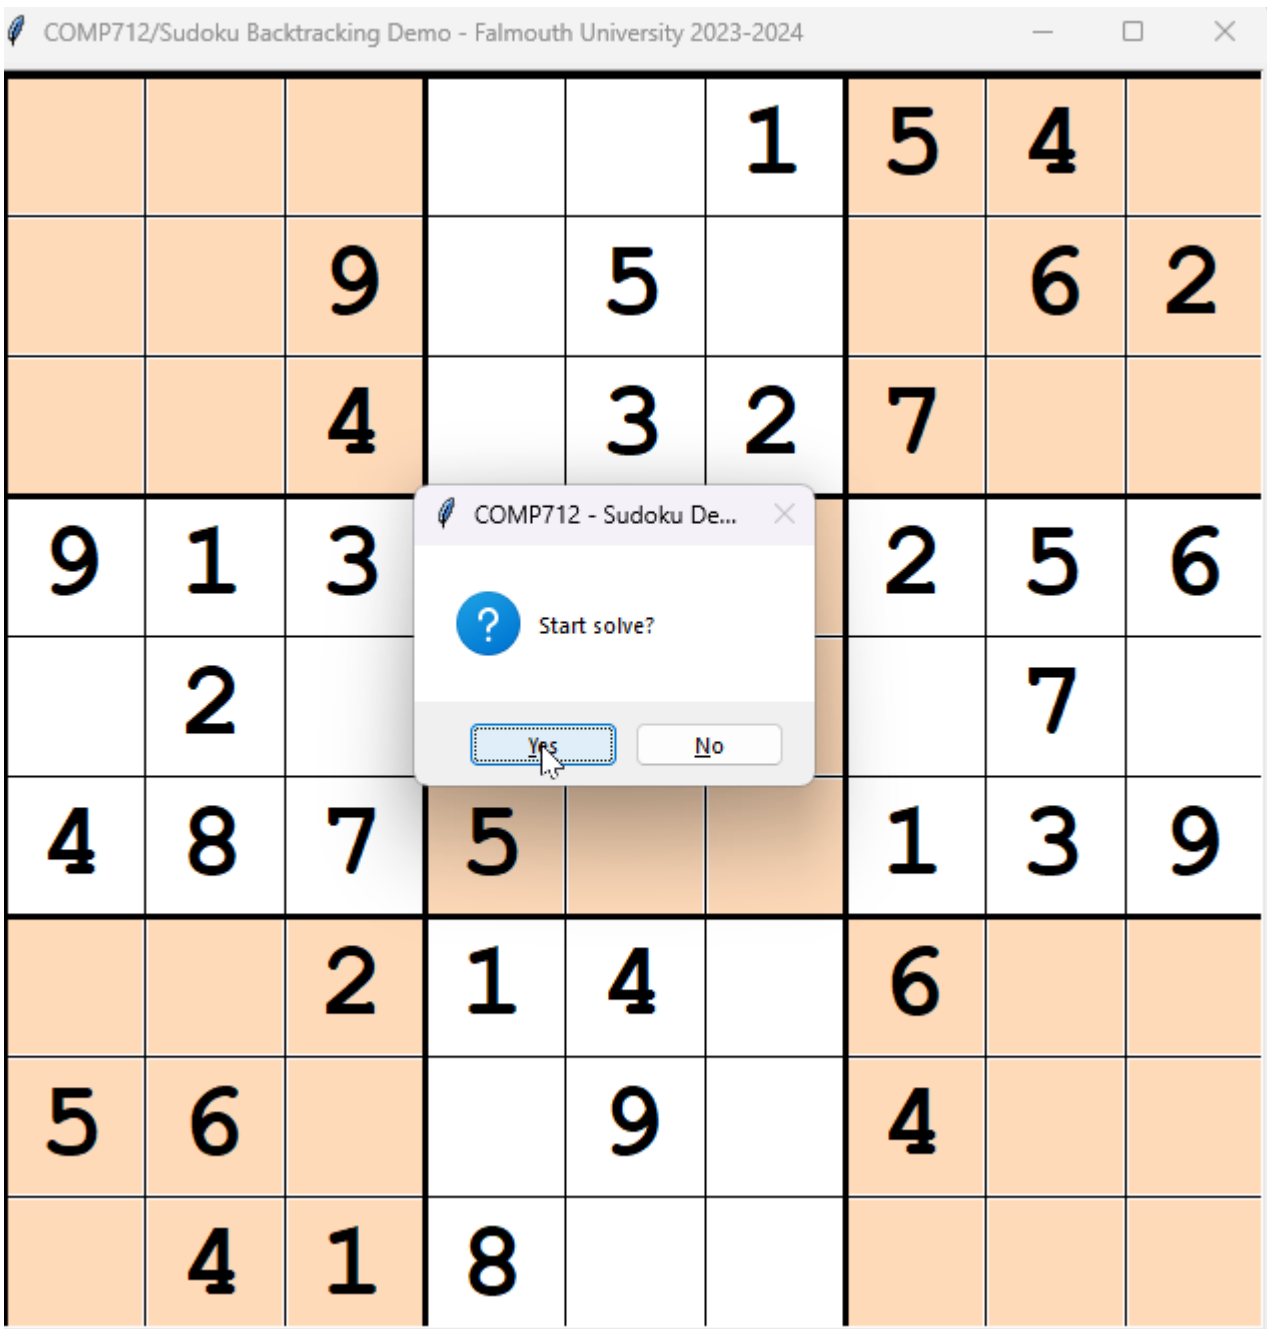 COMP712/Sudoku Backtracking Demo - Falmouth University 2023-2024
1 5 4
9 5 6 2
4 3 2 7
9 1 3 2 5 6
COMP712 - Sudoku De...
Start solve?
2 7
Yes No
4 8 7 5 1 3 9
2 1 4 6
5 6 9 4
4 1 8